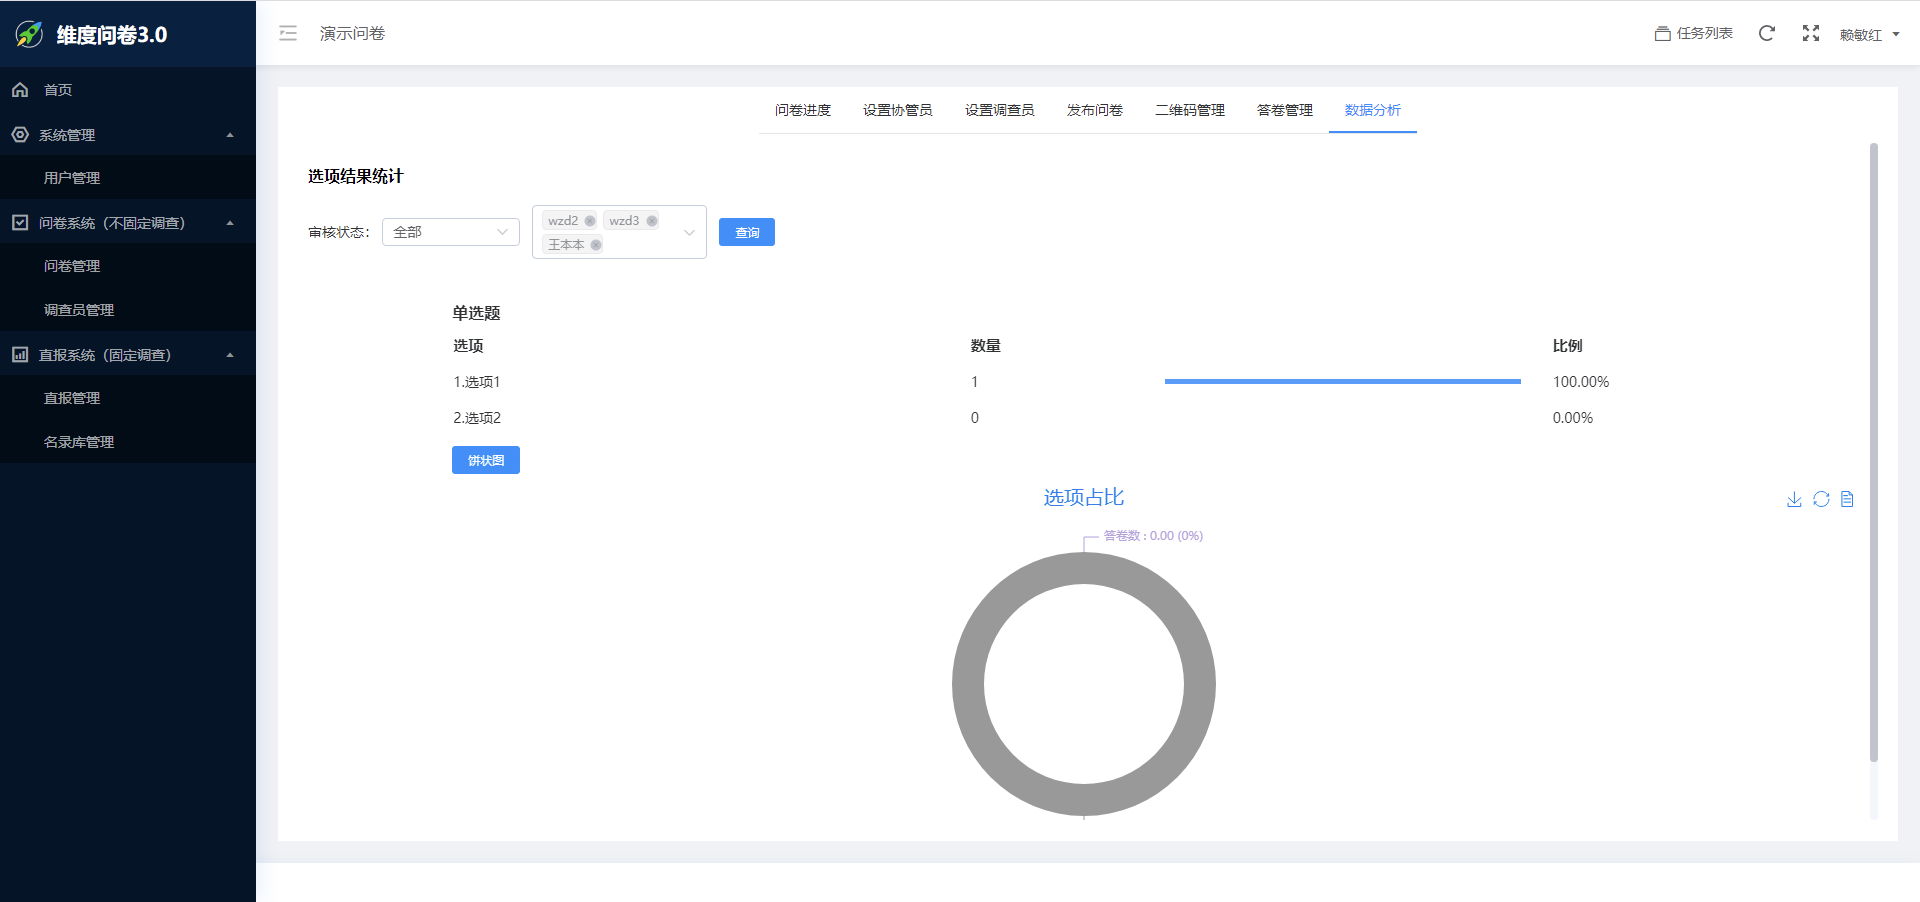 维度问卷3.0
首页
系统管理
用户管理
问卷系统（不固定调查）
问卷管理
调查员管理
直报系统（固定调查）
直报管理
名录库管理
演示问卷
任务列表
赖敏红
问卷进度 设置协管员 设置调查员 发布问卷 二维码管理 答卷管理 数据分析
选项结果统计
审核状态： 全部 wzd2 wzd3 查询
王本本
单选题
选项 数量 比例
1.选项1 1 100.00%
2.选项2 0 0.00%
饼状图
选项占比
答卷数 : 0.00 (0%)